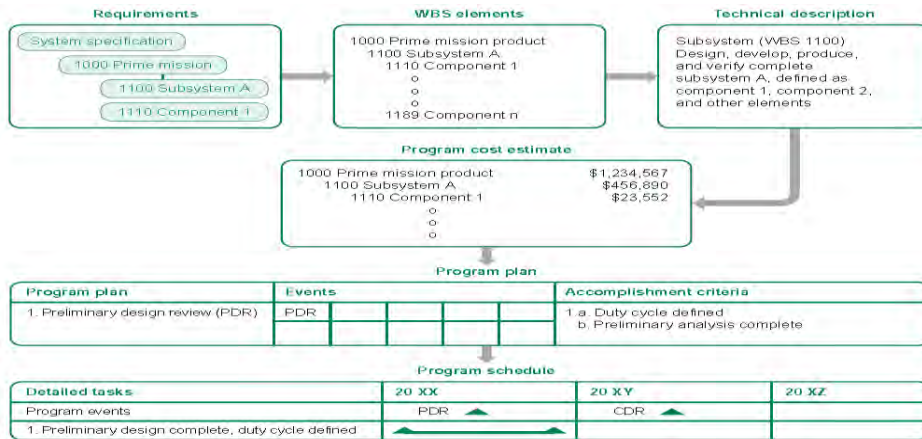 Requirements
System specification
1000 Prime mission
1100 Subsystem A
1110 Component 1
WBS elements
1000 Prime mission product
1100 Subsystem A
1110 Component 1
o
o
o
1189 Component n
Technical description
Subsystem (WBS 1100)
Design, develop, produce,
and verify complete
subsystem A, defined as
component 1, component 2,
and other elements
Program cost estimate
1000 Prime mission product $1,234,567
1100 Subsystem A $456,890
1110 Component 1 $23,552
o
o
o
Program plan
Program plan Events Accomplishment criteria
1. Preliminary design review (PDR) PDR 1.a. Duty cycle defined
b. Preliminary analysis complete
Program schedule
Detailed tasks 20 XX 20 XY 20 XZ
Program events PDR CDR
1. Preliminary design complete, duty cycle defined